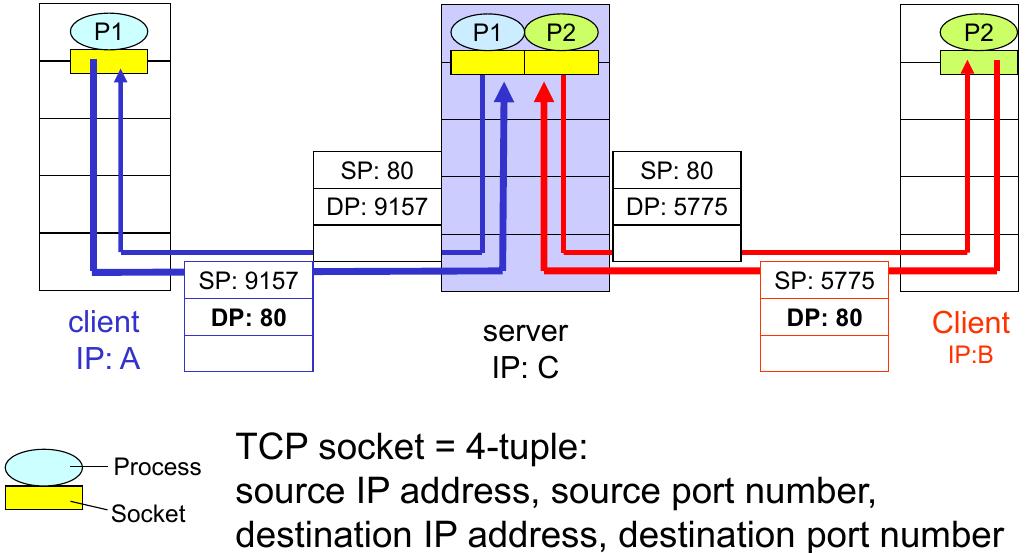 P1
P1
P2
P2
SP: 80
DP: 9157
SP: 80
DP: 5775
SP: 9157
DP: 80
SP: 5775
DP: 80
client
IP: A
server
IP: C
Client
IP:B
Process
Socket
TCP socket = 4-tuple:
source IP address, source port number,
destination IP address, destination port number